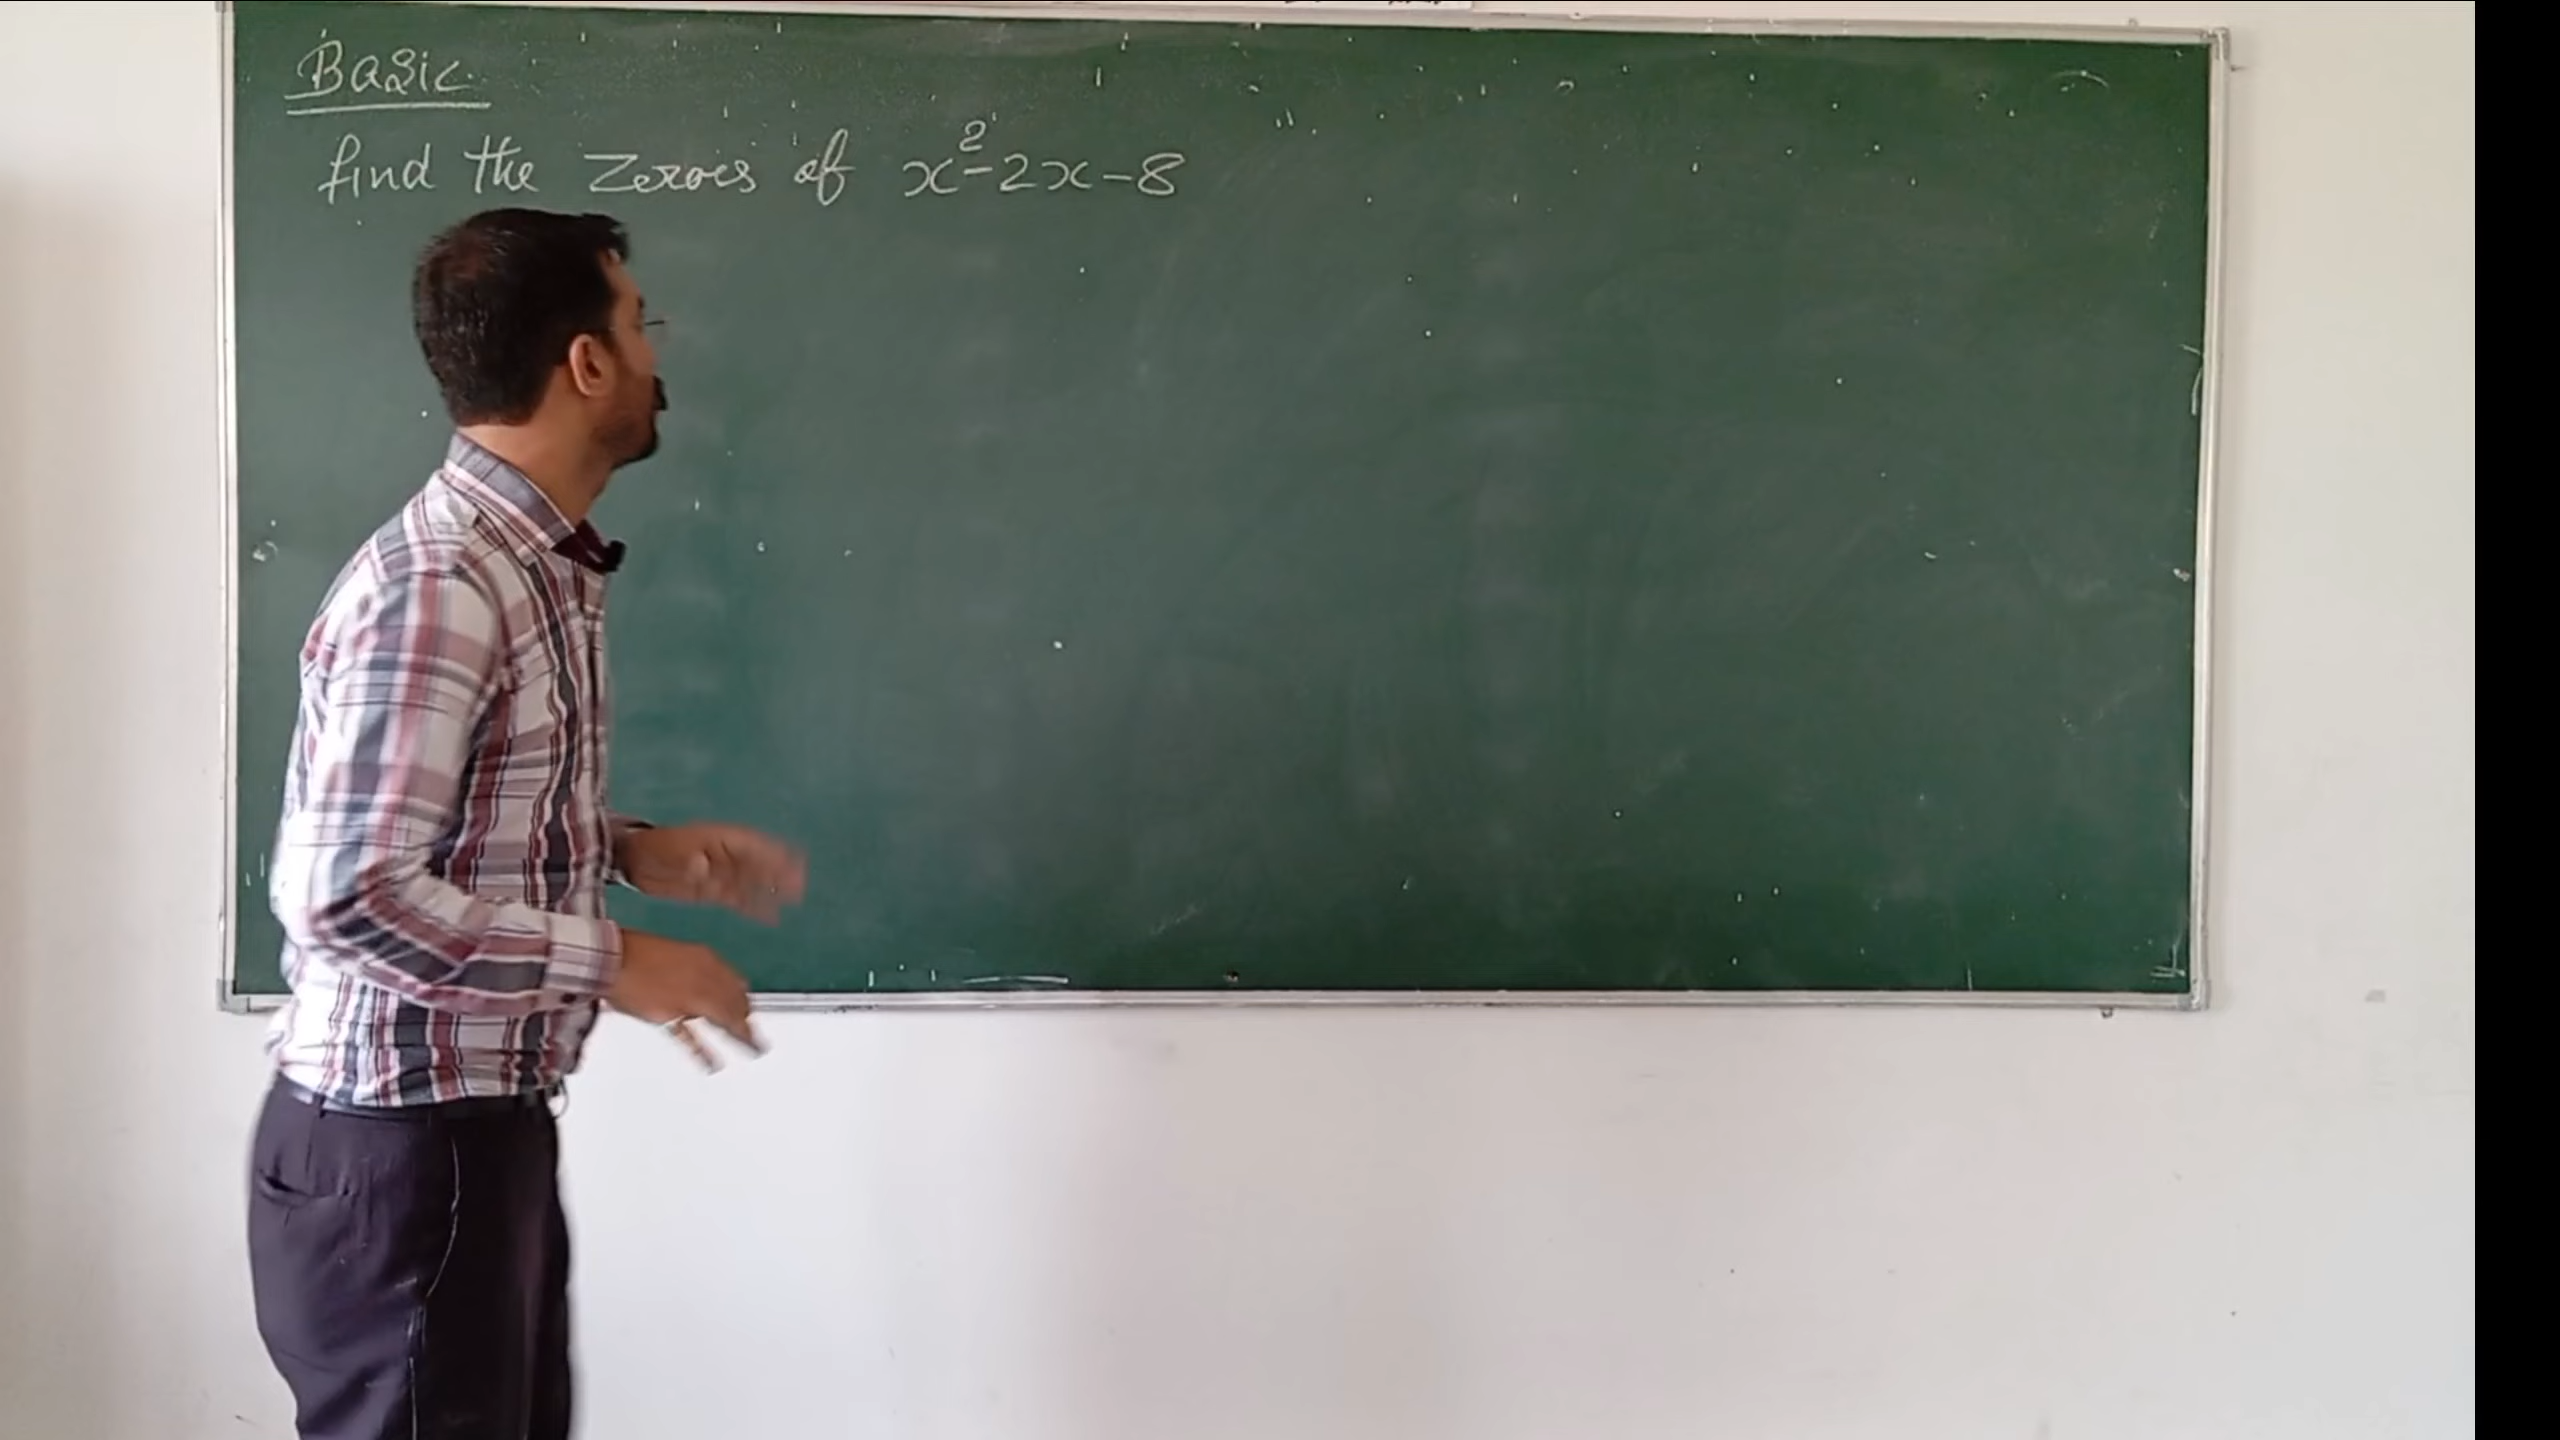 Basic
find the Zeroes of x²-2x-8